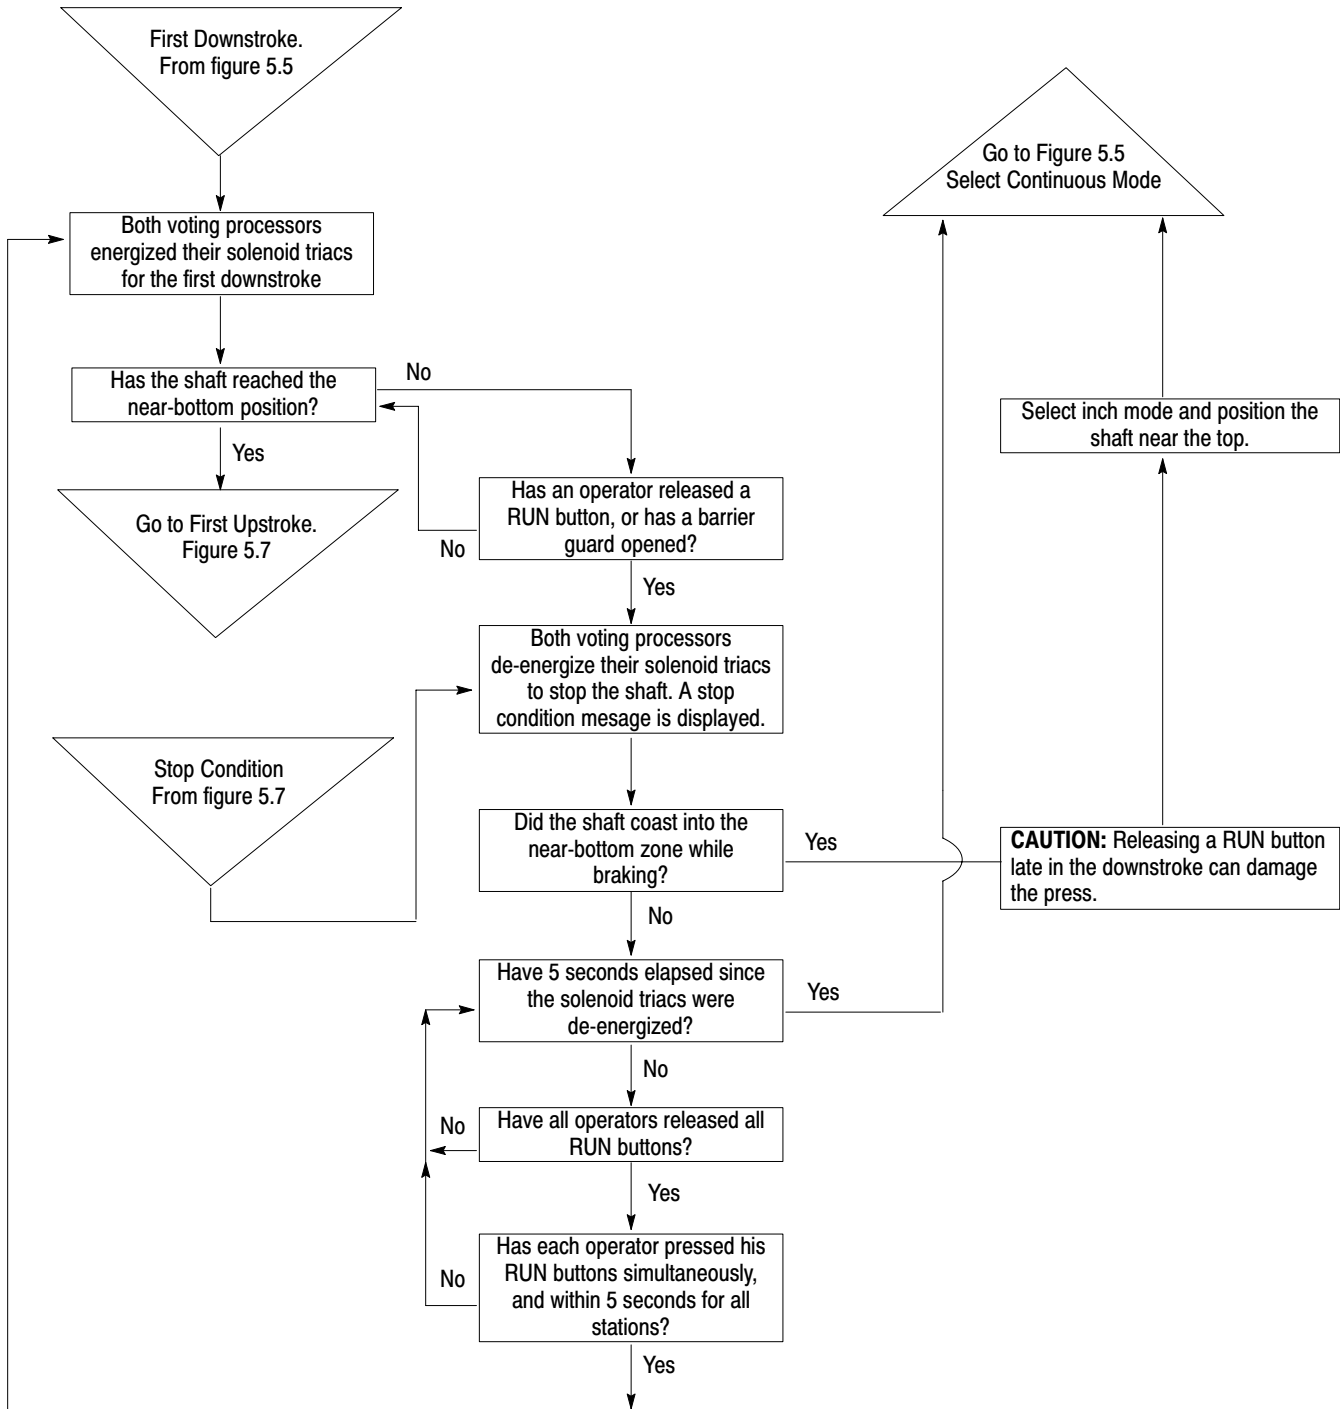 First Downstroke.
From figure 5.5
Go to Figure 5.5
Select Continuous Mode
Both voting processors
energized their solenoid triacs
for the first downstroke
Has the shaft reached the
near-bottom position?
No
Yes
Select inch mode and position the
shaft near the top.
Go to First Upstroke.
Figure 5.7
Has an operator released a
RUN button, or has a barrier
guard opened?
No
Yes
Both voting processors
de-energize their solenoid triacs
to stop the shaft. A stop
condition mesage is displayed.
Stop Condition
From figure 5.7
Did the shaft coast into the
near-bottom zone while
braking?
Yes
No
CAUTION: Releasing a RUN button
late in the downstroke can damage
the press.
Have 5 seconds elapsed since
the solenoid triacs were
de-energized?
Yes
No
Have all operators released all
RUN buttons?
No
Yes
Has each operator pressed his
RUN buttons simultaneously,
and within 5 seconds for all
stations?
No
Yes